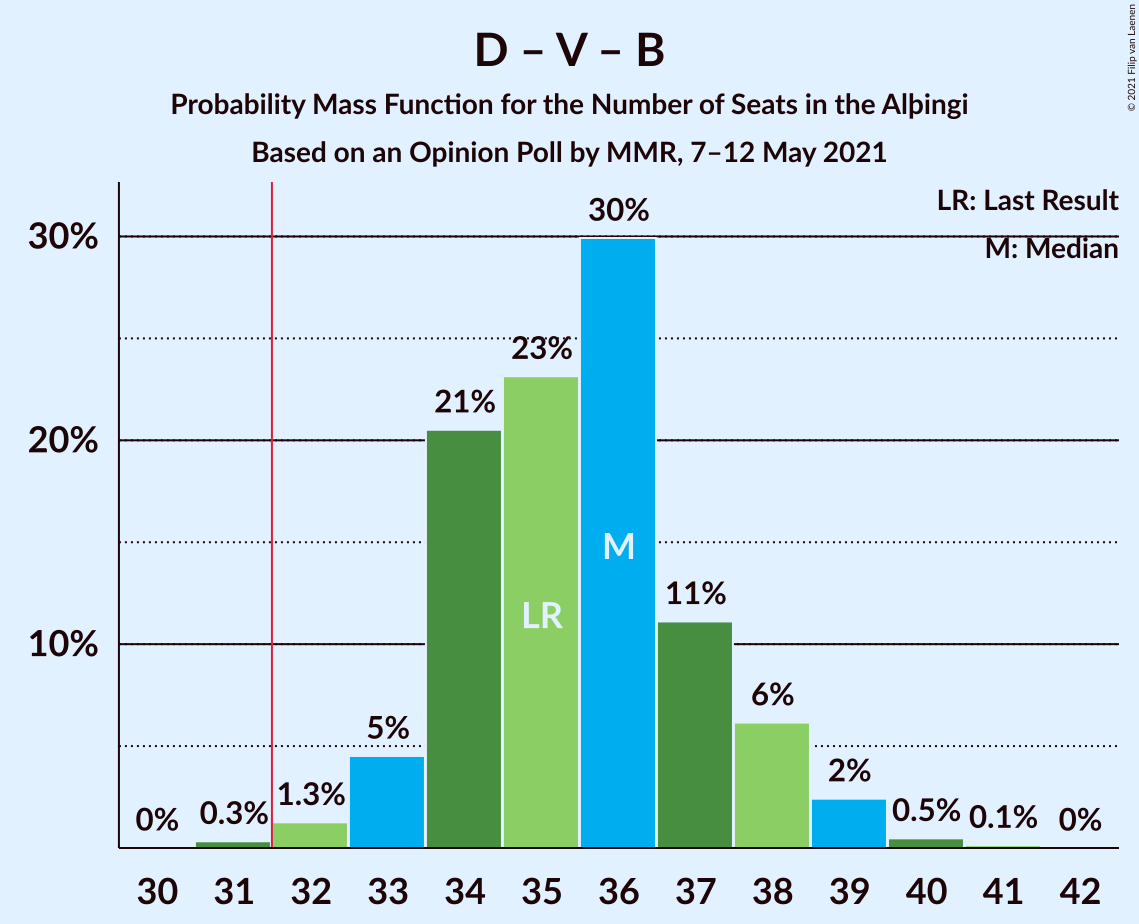 D – V – B
Probability Mass Function for the Number of Seats in the Alþingi
Based on an Opinion Poll by MMR, 7–12 May 2021
© 2021 Filip van Laenen
LR: Last Result
M: Median
30%
20%
10%
0%
0.3%
1.3%
5%
21%
23%
30%
11%
6%
2%
0.5%
0.1%
0%
LR
M
30 31 32 33 34 35 36 37 38 39 40 41 42